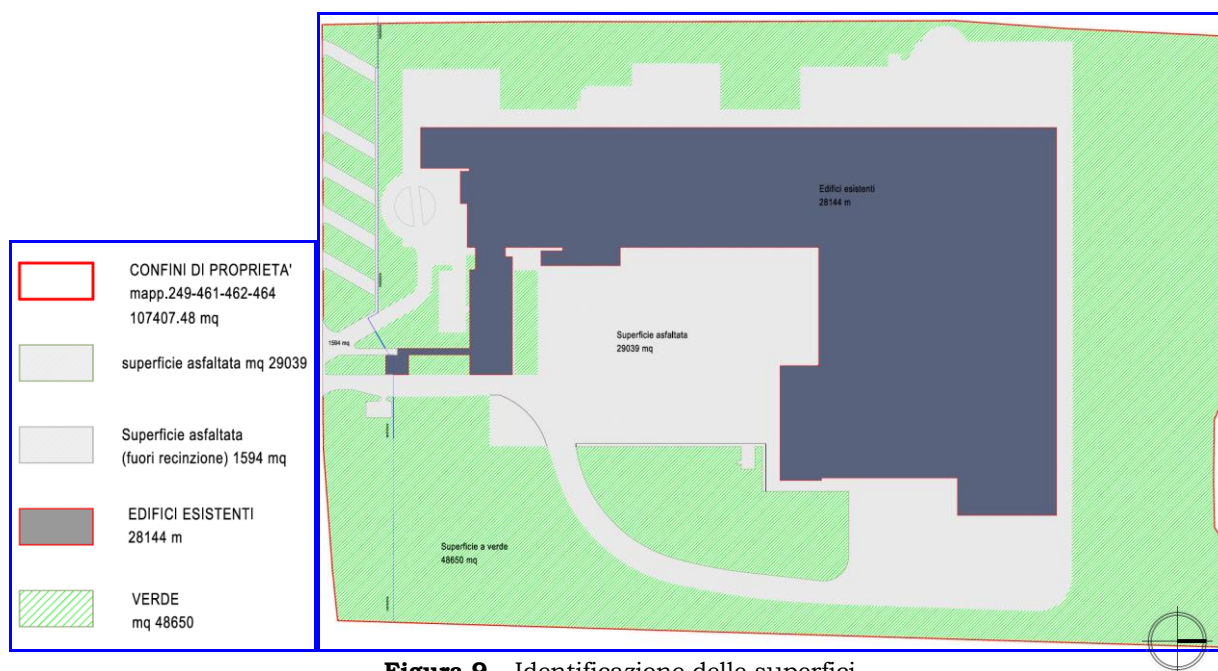 CONFINI DI PROPRIETA'
mapp.249-461-462-464
107407.48 mq
superficie asfaltata mq 29039
Superficie asfaltata
(fuori recinzione) 1594 mq
EDIFICI ESISTENTI
28144 m
VERDE
mq 48650
Edifici esistenti
28144 m
Superficie asfaltata
29039 mq
1594 mq
Superficie a verde
48650 mq
Figura 9 – Identificazione delle superfici